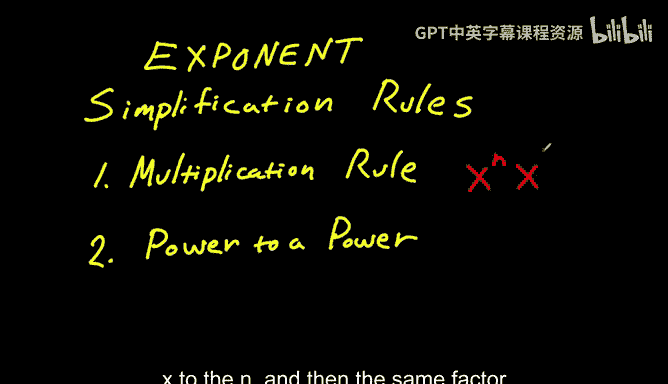 GPT中英字幕课程资源 bilibili
EXPONENT
Simplification Rules
1. Multiplication Rule xⁿ x
2. Power to a Power
x to the n, and then the same factor